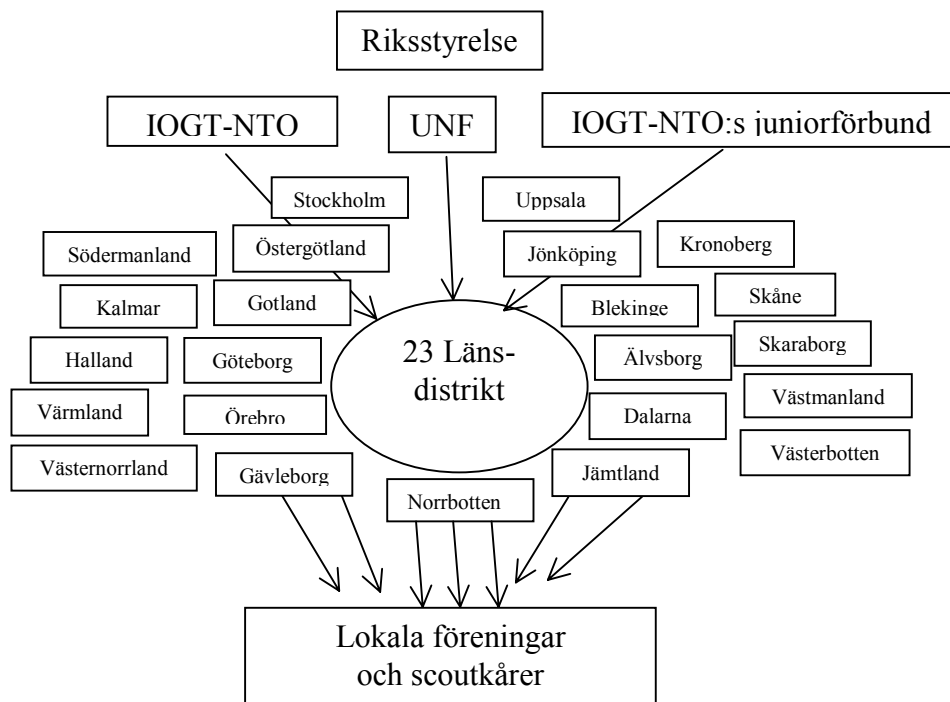 Riksstyrelse
IOGT-NTO
UNF
IOGT-NTO:s juniorförbund
Stockholm
Uppsala
Södermanland
Östergötland
Jönköping
Kronoberg
Kalmar
Gotland
Blekinge
Skåne
Halland
Göteborg
23 Läns-
distrikt
Älvsborg
Skaraborg
Värmland
Örebro
Dalarna
Västmanland
Västernorrland
Gävleborg
Norrbotten
Jämtland
Västerbotten
Lokala föreningar
och scoutkårer